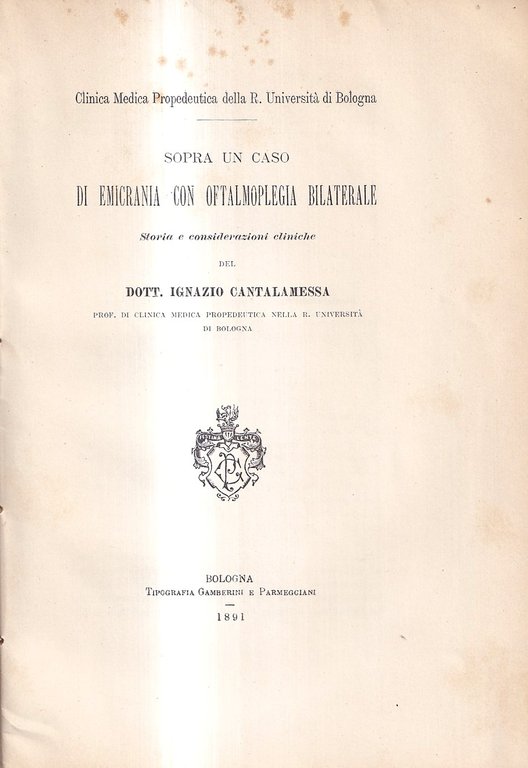 Clinica Medica Propedeutica della R. Università di Bologna
SOPRA UN CASO
DI EMICRANIA CON OFTALMOPLEGIA BILATERALE
Storia e considerazioni cliniche
DEL
DOTT. IGNAZIO CANTALAMESSA
PROF. DI CLINICA MEDICA PROPEDEUTICA NELLA R. UNIVERSITÀ
DI BOLOGNA
BOLOGNA
TIPOGRAFIA GAMBERINI E PARMEGGIANI
1891